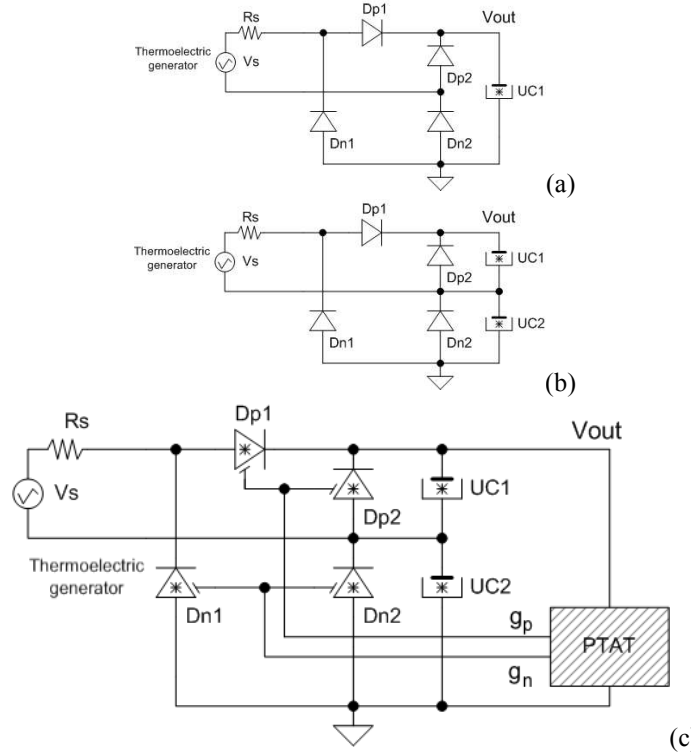 Dp1
Rs
Vout
Thermoelectric
generator
Vs
Dp2
UC1
Dn1
Dn2
(a)
Dp1
Rs
Vout
Thermoelectric
generator
Vs
Dp2
UC1
UC2
Dn1
Dn2
(b)
Dp1
Rs
Vout
Vs
UC1
Dp2
Thermoelectric
generator
UC2
Dn1
Dn2
gp
PTAT
gn
(c